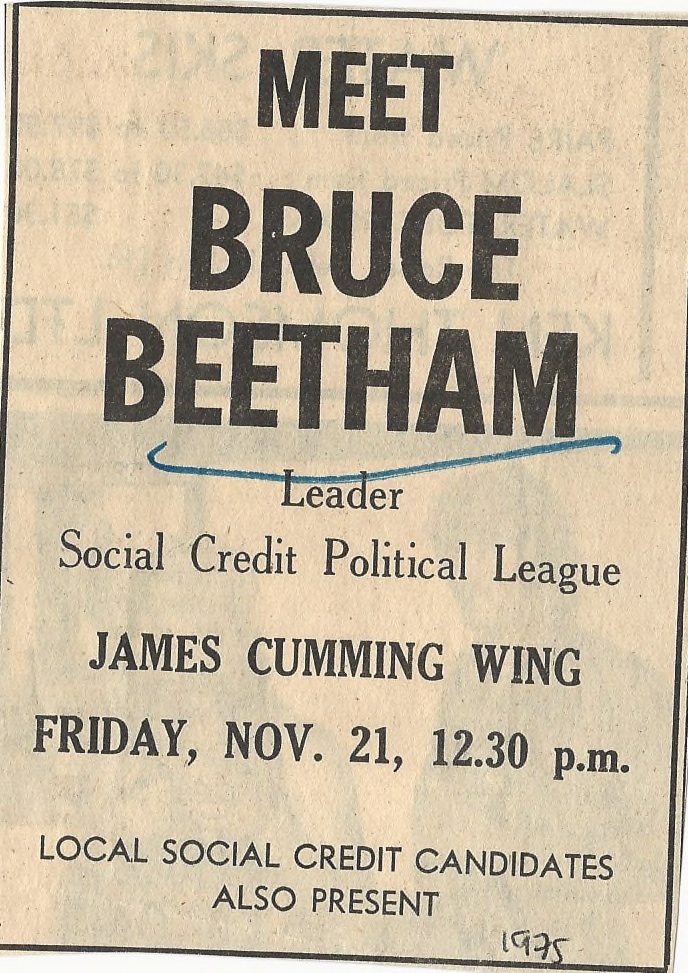 MEET
BRUCE
BEETHAM
Leader
Social Credit Political League
JAMES CUMMING WING
FRIDAY, NOV. 21, 12.30 p.m.
LOCAL SOCIAL CREDIT CANDIDATES
ALSO PRESENT
1975